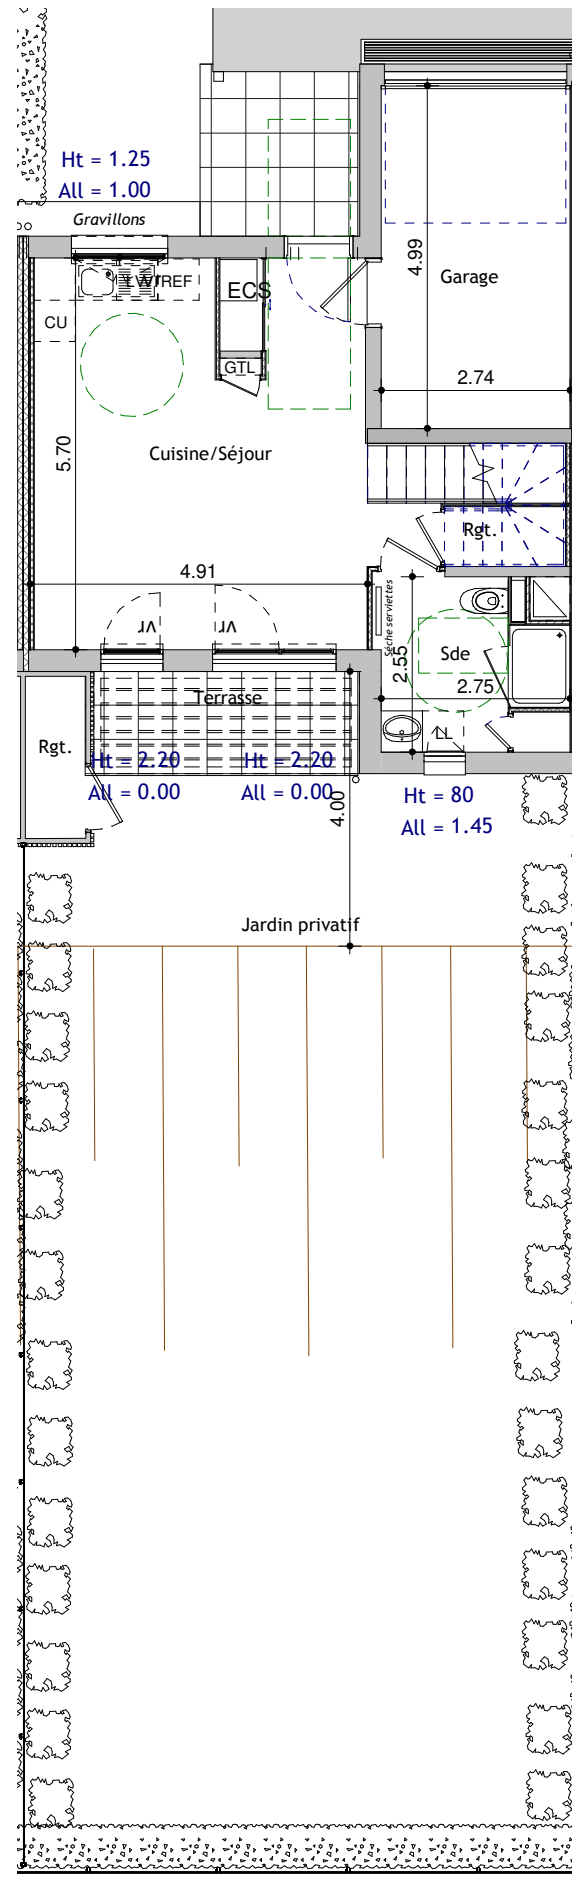 Ht = 1.25
All = 1.00
Gravillons
LV/REF
ECS
CU
GTL
4.99
Garage
2.74
5.70
Cuisine/Séjour
Rgt.
4.91
VR
VR
Sèche serviettes
2.55
Sde
2.75
Terrasse
LL
Rgt.
Ht = 2.20
All = 0.00
Ht = 2.20
All = 0.00
4.00
Ht = 80
All = 1.45
Jardin privatif